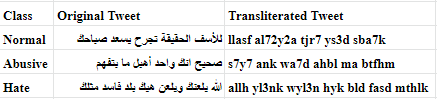 Class Original Tweet Transliterated Tweet
Normal للأسف الحقيقة تجرح يسعد صباحك llasf al72y2a tjr7 ys3d sba7k
Abusive صحيح انك واحد أهبل ما بتفهم s7y7 ank wa7d ahbl ma btfhm
Hate الله يلعنك ويلعن هيك بلد فاسد متلك allh yl3nk wyl3n hyk bld fasd mthlk